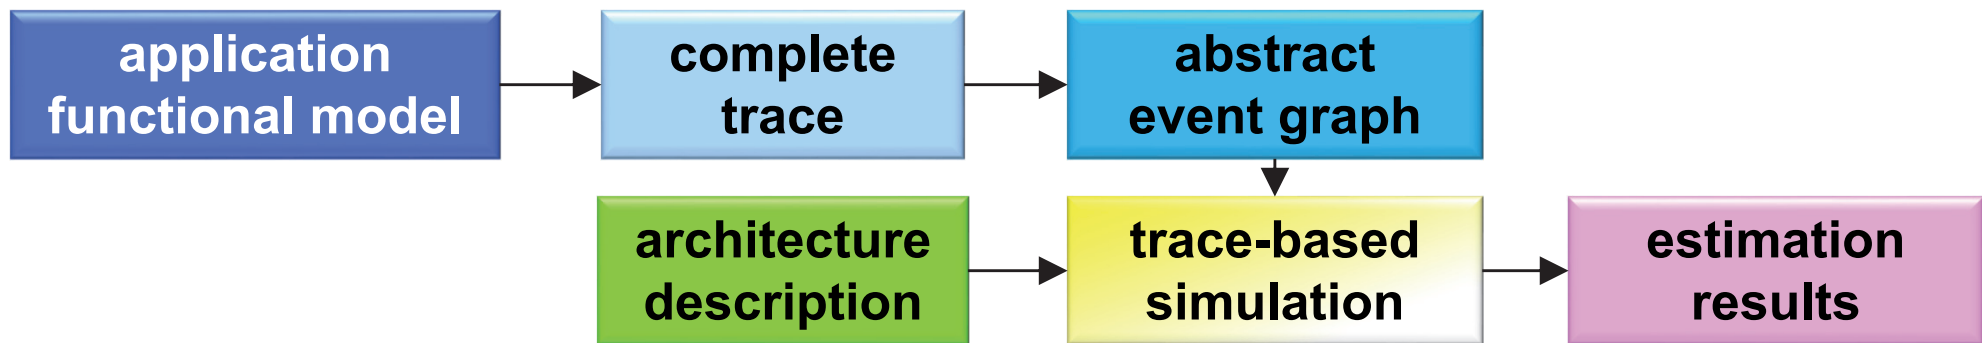 application
functional model
complete
trace
abstract
event graph
architecture
description
trace-based
simulation
estimation
results